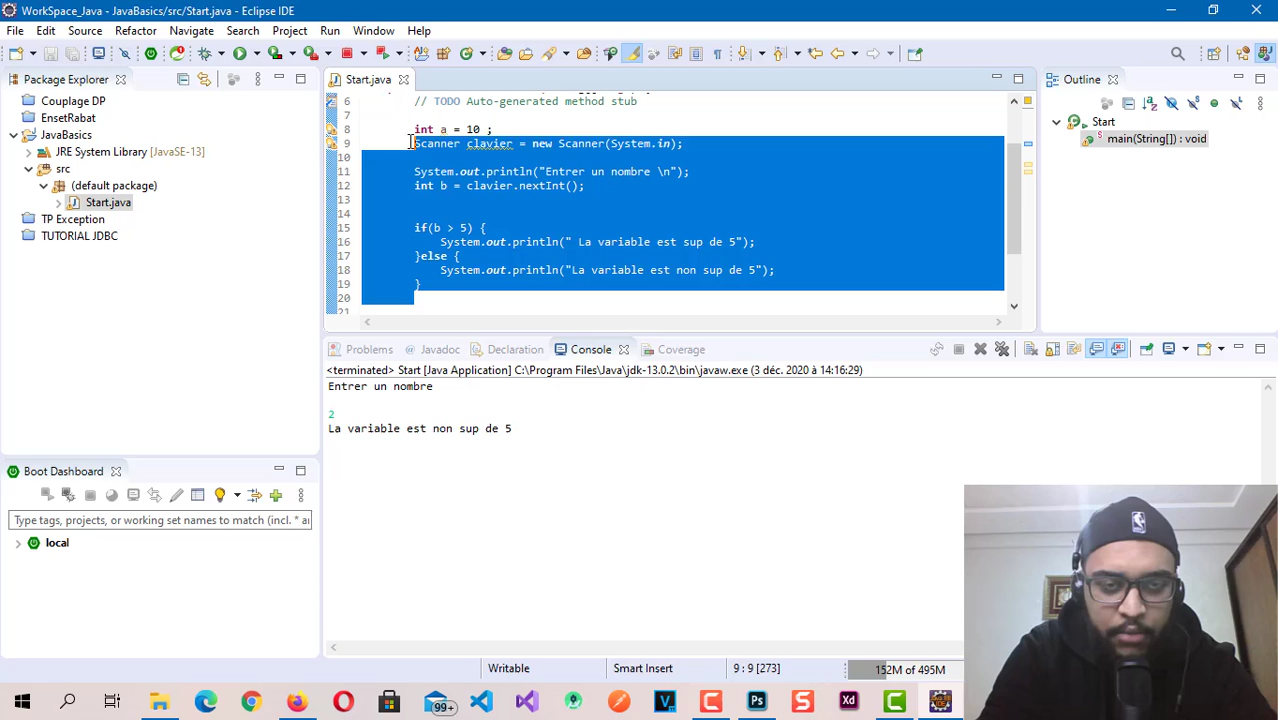 WorkSpace_Java - JavaBasics/src/Start.java - Eclipse IDE
File Edit Source Refactor Navigate Search Project Run Window Help
Package Explorer
Couplage DP
EnsetRabat
JavaBasics
JRE System Library [JavaSE-13]
src
(default package)
Start.java
TP Exception
TUTORIAL JDBC
Start.java
6 // TODO Auto-generated method stub
7
8 int a = 10 ;
9 Scanner clavier = new Scanner(System.in);
10
11 System.out.println("Entrer un nombre \n");
12 int b = clavier.nextInt();
13
14
15 if(b > 5) {
16 System.out.println(" La variable est sup de 5");
17 }else {
18 System.out.println("La variable est non sup de 5");
19 }
20
21
Outline
Start
main(String[]) : void
Problems Javadoc Declaration Console Coverage
<terminated> Start [Java Application] C:\Program Files\Java\jdk-13.0.2\bin\javaw.exe (3 déc. 2020 à 14:16:29)
Entrer un nombre
2
La variable est non sup de 5
Boot Dashboard
Type tags, projects, or working set names to match (incl. * ai
local
Writable Smart Insert 9 : 9 [273] 152M of 495M
99+